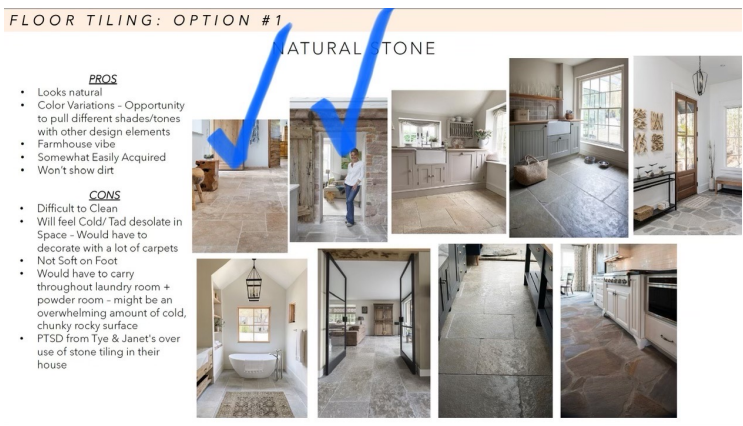 FLOOR TILING: OPTION #1
NATURAL STONE
PROS
• Looks natural
• Color Variations – Opportunity
to pull different shades/tones
with other design elements
• Farmhouse vibe
• Somewhat Easily Acquired
• Won't show dirt
CONS
• Difficult to Clean
• Will feel Cold/ Tad desolate in
Space – Would have to
decorate with a lot of carpets
• Not Soft on Foot
• Would have to carry
throughout laundry room +
powder room – might be an
overwhelming amount of cold,
chunky rocky surface
• PTSD from Tye & Janet's over
use of stone tiling in their
house